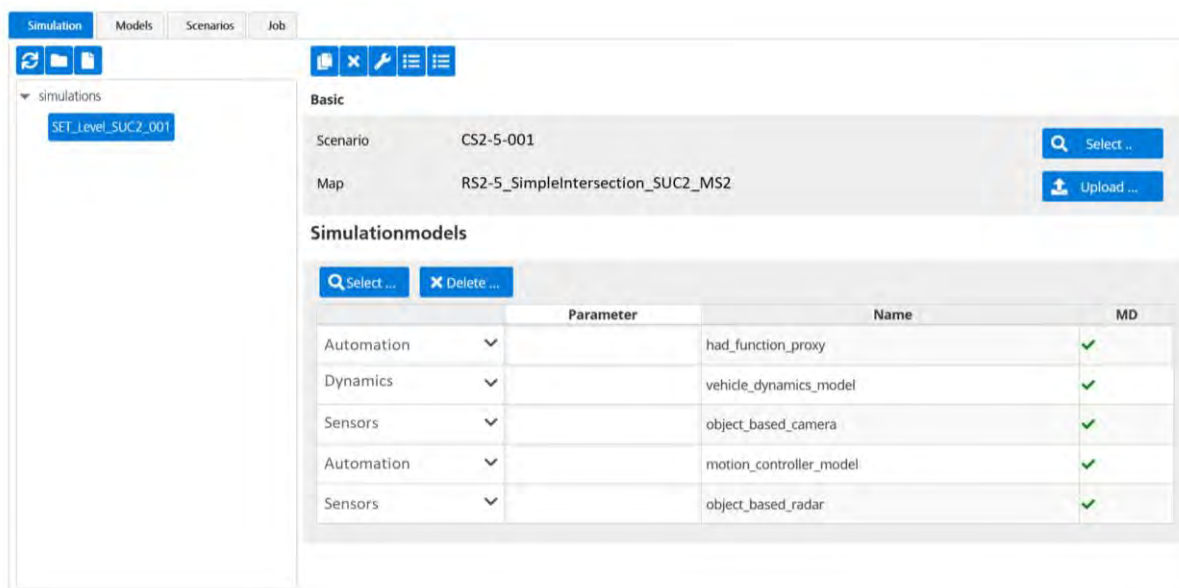 Simulation Models Scenarios Job
simulations
SET_Level_SUC2_001
Basic
Scenario CS2-5-001 Select ..
Map RS2-5_SimpleIntersection_SUC2_MS2 Upload ...
Simulationmodels
Select ... Delete ...
Parameter Name MD
Automation had_function_proxy
Dynamics vehicle_dynamics_model
Sensors object_based_camera
Automation motion_controller_model
Sensors object_based_radar